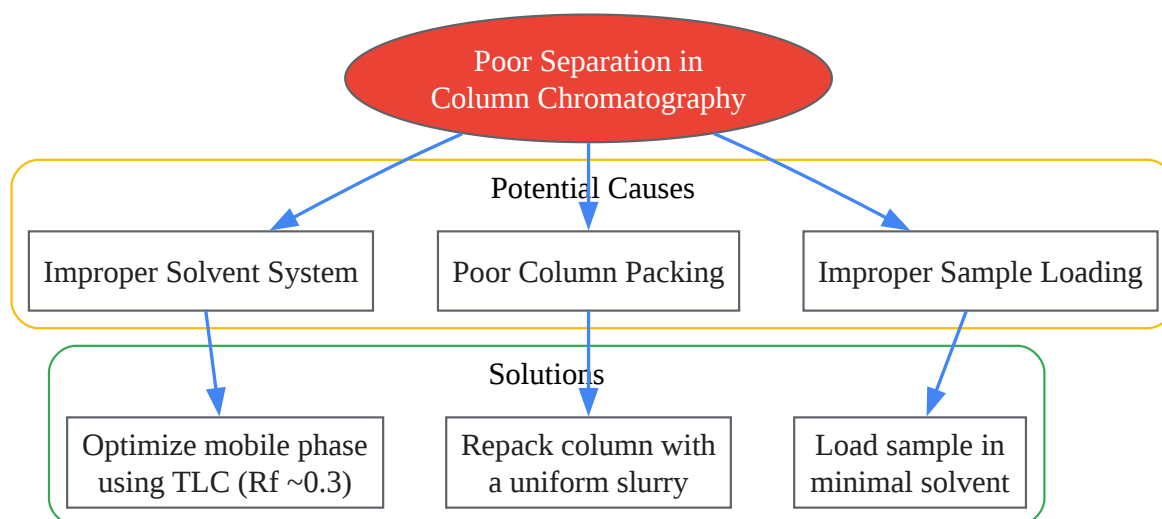 Poor Separation in
Column Chromatography
Potential Causes
Improper Solvent System
Poor Column Packing
Improper Sample Loading
Solutions
Optimize mobile phase
using TLC (Rf ~0.3)
Repack column with
a uniform slurry
Load sample in
minimal solvent